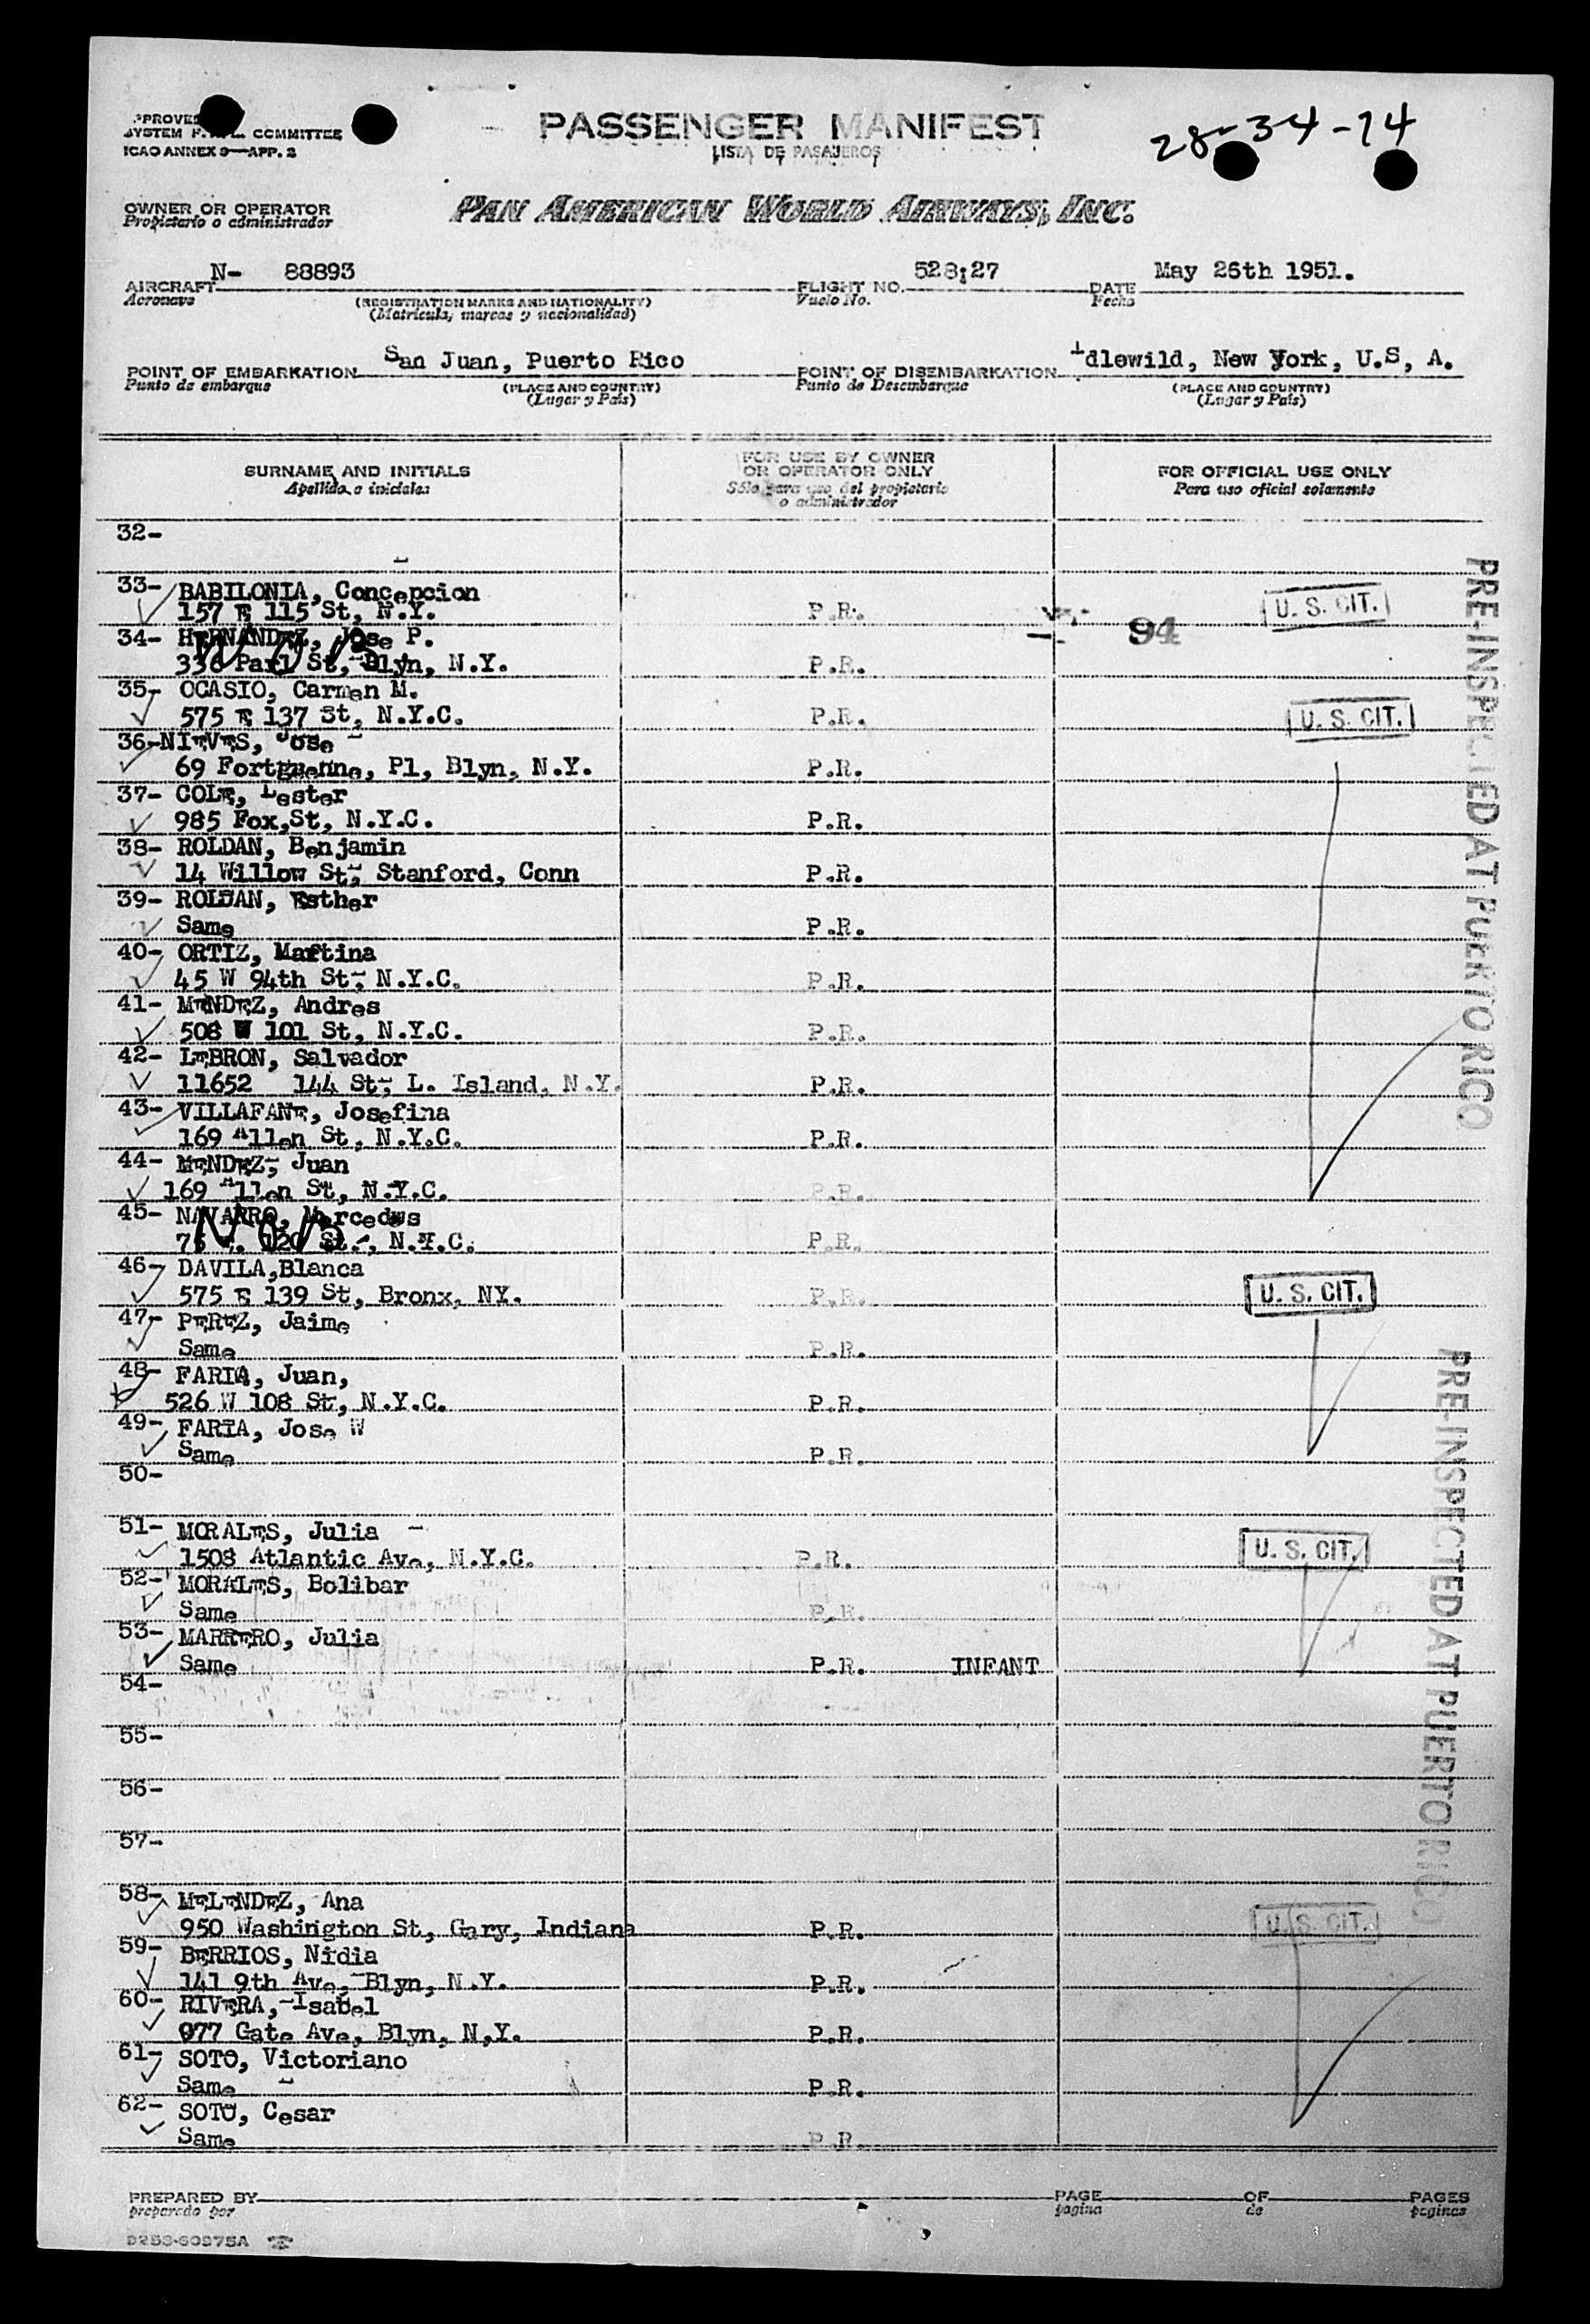 COMMITTEE
ICAO ANNEX 9—APP. 2
PASSENGER MANIFEST
LISTA DE PASAJEROS
28-34-14
OWNER OR OPERATOR
Propietario o administrador
PAN AMERICAN WORLD AIRWAYS, INC.
AIRCRAFT N- 88893 FLIGHT NO. 528;27 DATE May 26th 1951.
Aeronave (REGISTRATION MARKS AND NATIONALITY) Vuelo No. Fecha
(Matricula, marcas y nacionalidad)
POINT OF EMBARKATION San Juan, Puerto Rico POINT OF DISEMBARKATION Idlewild, New York, U.S, A.
Punto de embarque (PLACE AND COUNTRY) Punto de Desembarque (PLACE AND COUNTRY)
(Lugar y País) (Lugar y País)
SURNAME AND INITIALS FOR USE BY OWNER OR OPERATOR ONLY FOR OFFICIAL USE ONLY
Apellido e iniciales Sólo para uso del propietario o administrador Para uso oficial solamente
32-
33- BABILONIA, Concepcion
157 E 115 St, N.Y. P.R. U. S. CIT.
34- HERNANDEZ, Jose P. 94
336 Parl St, Blyn, N.Y. P.R.
35- OCASIO, Carmen M.
575 E 137 St, N.Y.C. P.R. U. S. CIT.
36-NIEVES, Jose
69 Pl, Blyn, N.Y. P.R.
37- COLE, Lester
985 Fox,St, N.Y.C. P.R.
38- ROLDAN, Benjamin
14 Willow St, Stanford, Conn P.R.
39- ROLDAN, Esther
Same P.R.
40- ORTIZ, Martina
45 W 94th St, N.Y.C. P.R.
41- MENDEZ, Andres
508 W 101 St, N.Y.C. P.R.
42- LEBRON, Salvador
11652 144 St, L. Island, N.Y. P.R.
43- VILLAFANE, Josefina
169 Allen St, N.Y.C. P.R.
44- MENDEZ, Juan
169 Allen St, N.Y.C. P.R.
45- NAVARRO, Mercedes
St., N.Y.C. P.R.
46- DAVILA,Blanca
575 E 139 St, Bronx, NY. P.R. U. S. CIT.
47- PEREZ, Jaime
Same P.R.
48- FARIA, Juan,
526 W 108 St, N.Y.C. P.R.
49- FARIA, Jose W
Same P.R
50-
51- MORALES, Julia
1508 Atlantic Ave, N.Y.C. P.R. U. S. CIT.
52- MORALES, Bolibar
Same P.R.
53- MARRERO, Julia
Same P.R. INFANT
54-
55-
56-
57-
58- MELENDEZ, Ana
950 Washington St, Gary, Indiana P.R. U. S. CIT.
59- BERRIOS, Nidia
141 9th Ave, Blyn, N.Y. P.R.
60- RIVERA, Isabel
977 Gate Ave, Blyn, N,Y. P.R.
61- SOTO, Victoriano
Same P.R.
62- SOTO, Cesar
Same P.R
PRE-INSPECTED AT PUERTO RICO
PRE-INSPECTED AT PUERTO RICO
PREPARED BY PAGE OF PAGES
preparado por pagina de paginas